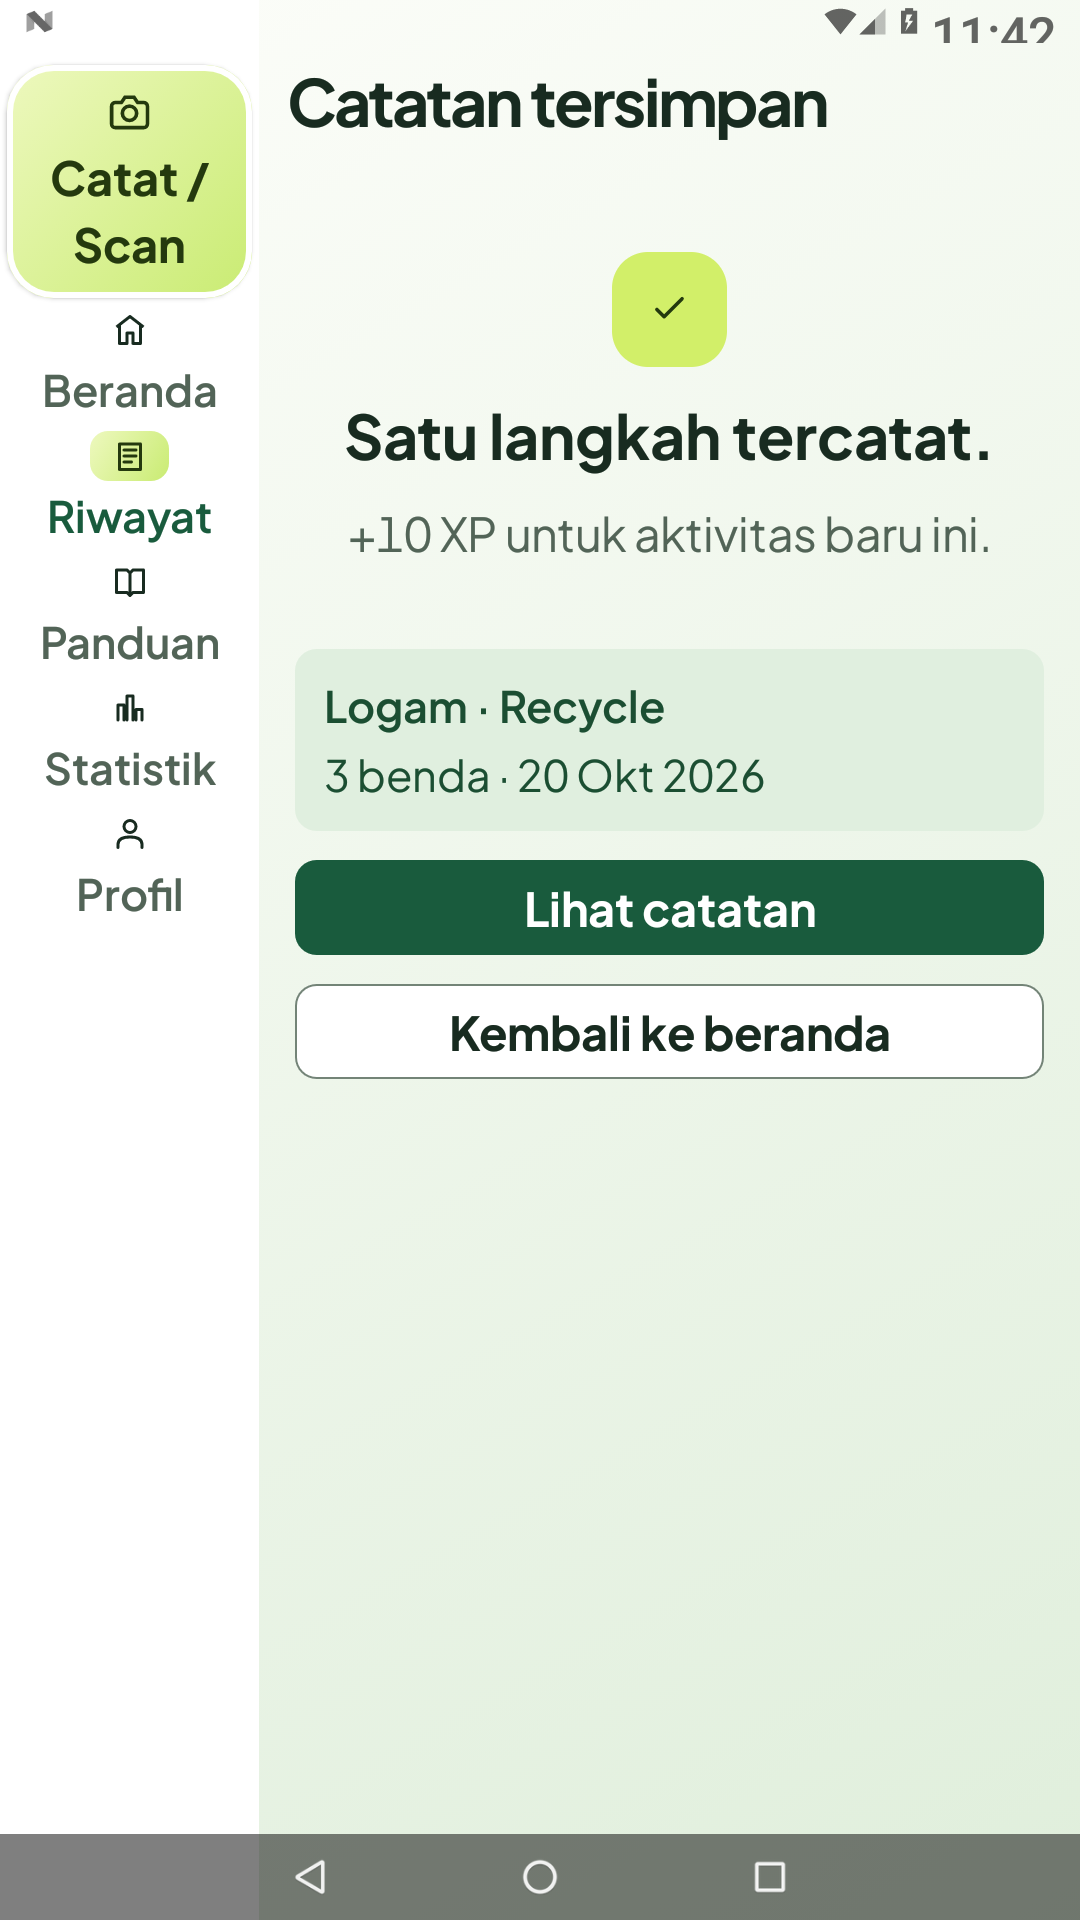 11:42
Catat /
Scan
Beranda
Riwayat
Panduan
Statistik
Profil
Catatan tersimpan
Satu langkah tercatat.
+10 XP untuk aktivitas baru ini.
Logam · Recycle
3 benda · 20 Okt 2026
Lihat catatan
Kembali ke beranda